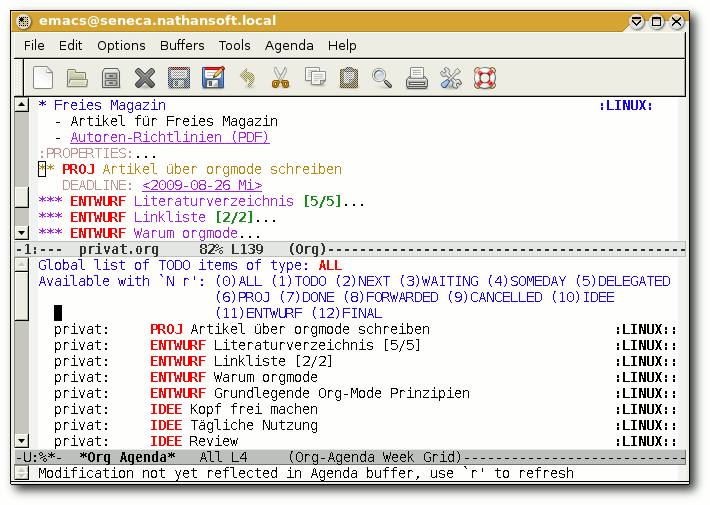 emacs@seneca.nathansoft.local
File Edit Options Buffers Tools Agenda Help
* Freies Magazin :LINUX:
- Artikel für Freies Magazin
- Autoren-Richtlinien (PDF)
:PROPERTIES:...
** PROJ Artikel über orgmode schreiben
DEADLINE: <2009-08-26 Mi>
*** ENTWURF Literaturverzeichnis [5/5]...
*** ENTWURF Linkliste [2/2]...
*** ENTWURF Warum orgmode...
-1:--- privat.org 82% L139 (Org)---------------------------------------------
Global list of TODO items of type: ALL
Available with `N r': (0)ALL (1)TODO (2)NEXT (3)WAITING (4)SOMEDAY (5)DELEGATED
(6)PROJ (7)DONE (8)FORWARDED (9)CANCELLED (10)IDEE
(11)ENTWURF (12)FINAL
privat: PROJ Artikel über orgmode schreiben :LINUX::
privat: ENTWURF Literaturverzeichnis [5/5] :LINUX::
privat: ENTWURF Linkliste [2/2] :LINUX::
privat: ENTWURF Warum orgmode :LINUX::
privat: ENTWURF Grundlegende Org-Mode Prinzipien :LINUX::
privat: IDEE Kopf frei machen :LINUX::
privat: IDEE Tägliche Nutzung :LINUX::
privat: IDEE Review :LINUX::
-U:%*- *Org Agenda* All L4 (Org-Agenda Week Grid)----------------------------
Modification not yet reflected in Agenda buffer, use `r' to refresh